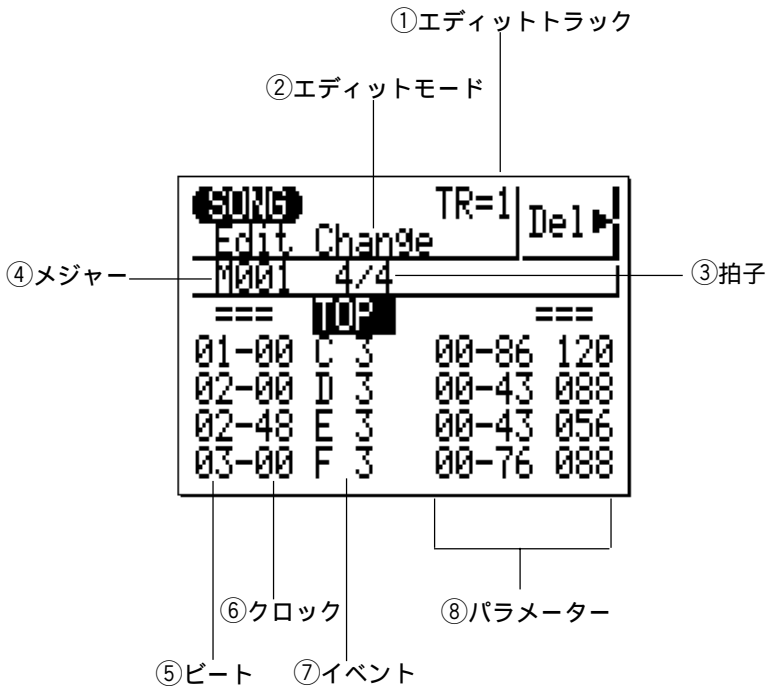 ①エディットトラック
②エディットモード
SONG TR=1 Del
Edit Change
④メジャー M001 4/4 ③拍子
=== TOP ===
01-00 C 3 00-86 120
02-00 D 3 00-43 088
02-48 E 3 00-43 056
03-00 F 3 00-76 088
⑥クロック ⑧パラメーター
⑤ビート ⑦イベント